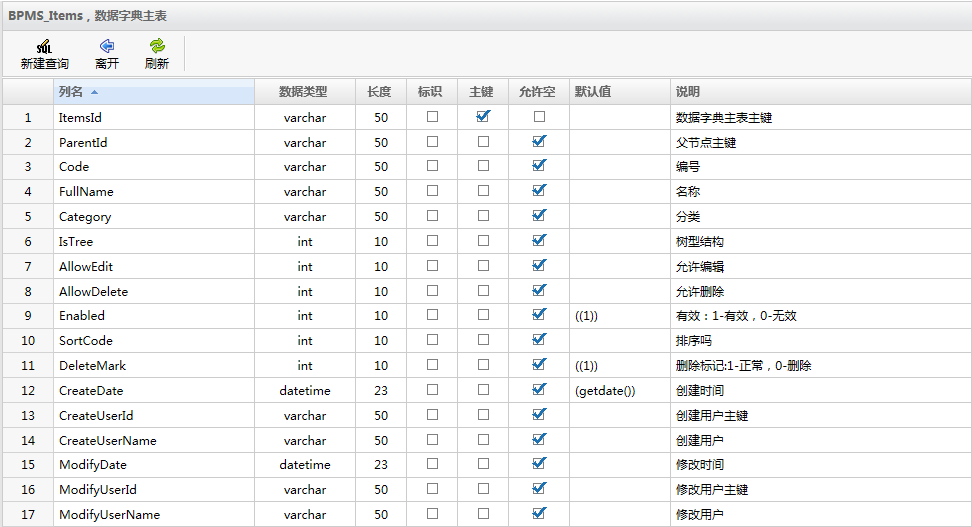 BPMS_Items，数据字典主表
SQL
新建查询 离开 刷新
列名 数据类型 长度 标识 主键 允许空 默认值 说明
1 ItemsId varchar 50 数据字典主表主键
2 ParentId varchar 50 父节点主键
3 Code varchar 50 编号
4 FullName varchar 50 名称
5 Category varchar 50 分类
6 IsTree int 10 树型结构
7 AllowEdit int 10 允许编辑
8 AllowDelete int 10 允许删除
9 Enabled int 10 ((1)) 有效：1-有效，0-无效
10 SortCode int 10 排序吗
11 DeleteMark int 10 ((1)) 删除标记:1-正常，0-删除
12 CreateDate datetime 23 (getdate()) 创建时间
13 CreateUserId varchar 50 创建用户主键
14 CreateUserName varchar 50 创建用户
15 ModifyDate datetime 23 修改时间
16 ModifyUserId varchar 50 修改用户主键
17 ModifyUserName varchar 50 修改用户